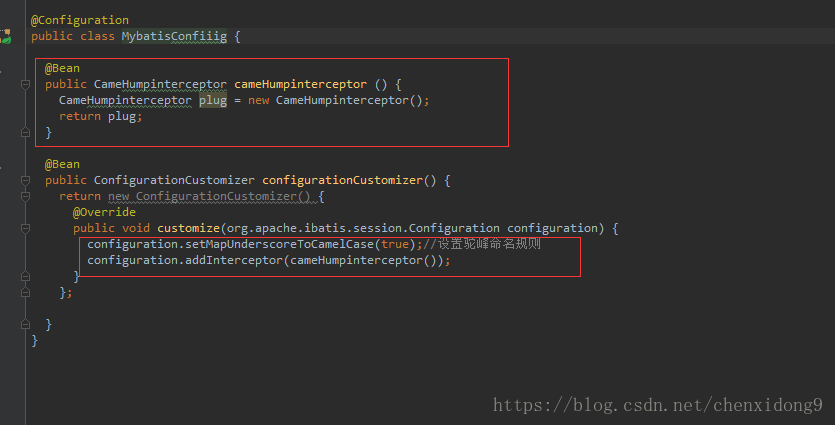 @Configuration
public class MybatisConfiiig {
@Bean
public CameHumpinterceptor cameHumpinterceptor () {
CameHumpinterceptor plug = new CameHumpinterceptor();
return plug;
}
@Bean
public ConfigurationCustomizer configurationCustomizer() {
return new ConfigurationCustomizer() {
@Override
public void customize(org.apache.ibatis.session.Configuration configuration) {
configuration.setMapUnderscoreToCamelCase(true);//设置驼峰命名规则
configuration.addInterceptor(cameHumpinterceptor());
}
};
}
}
https://blog.csdn.net/chenxidong9